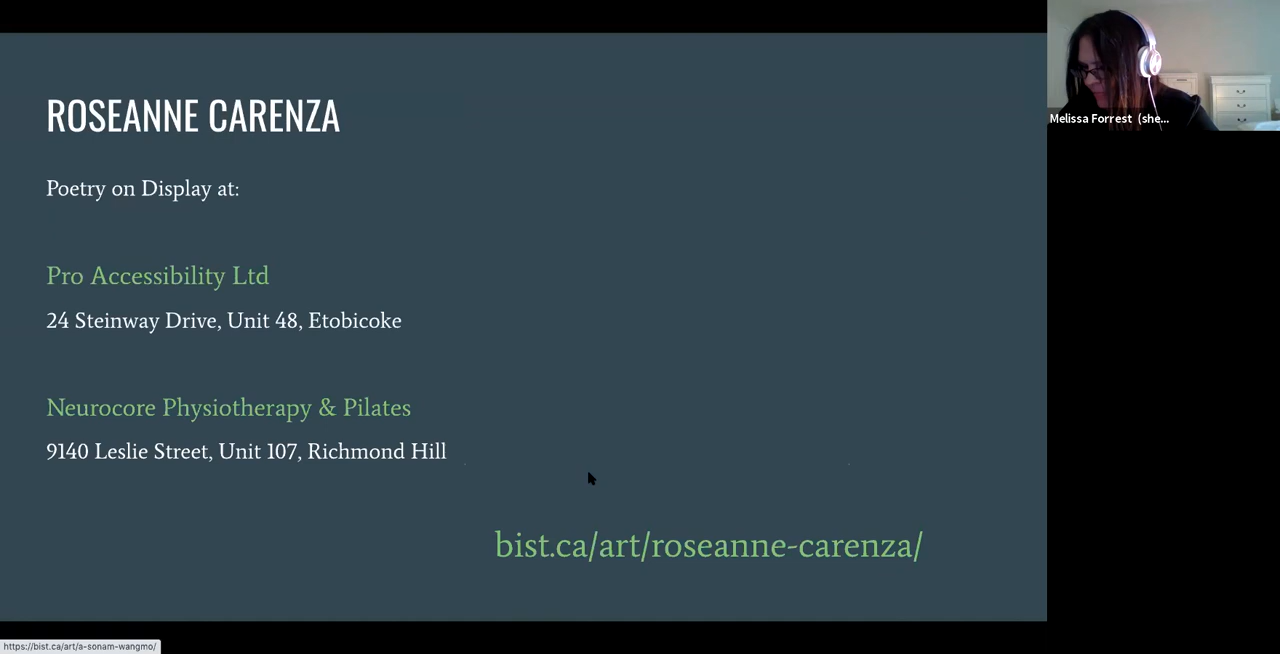 ROSEANNE CARENZA
Poetry on Display at:
Pro Accessibility Ltd
24 Steinway Drive, Unit 48, Etobicoke
Neurocore Physiotherapy & Pilates
9140 Leslie Street, Unit 107, Richmond Hill
bist.ca/art/roseanne-carenza/
Melissa Forrest (she...
https://bist.ca/art/a-sonam-wangmo/